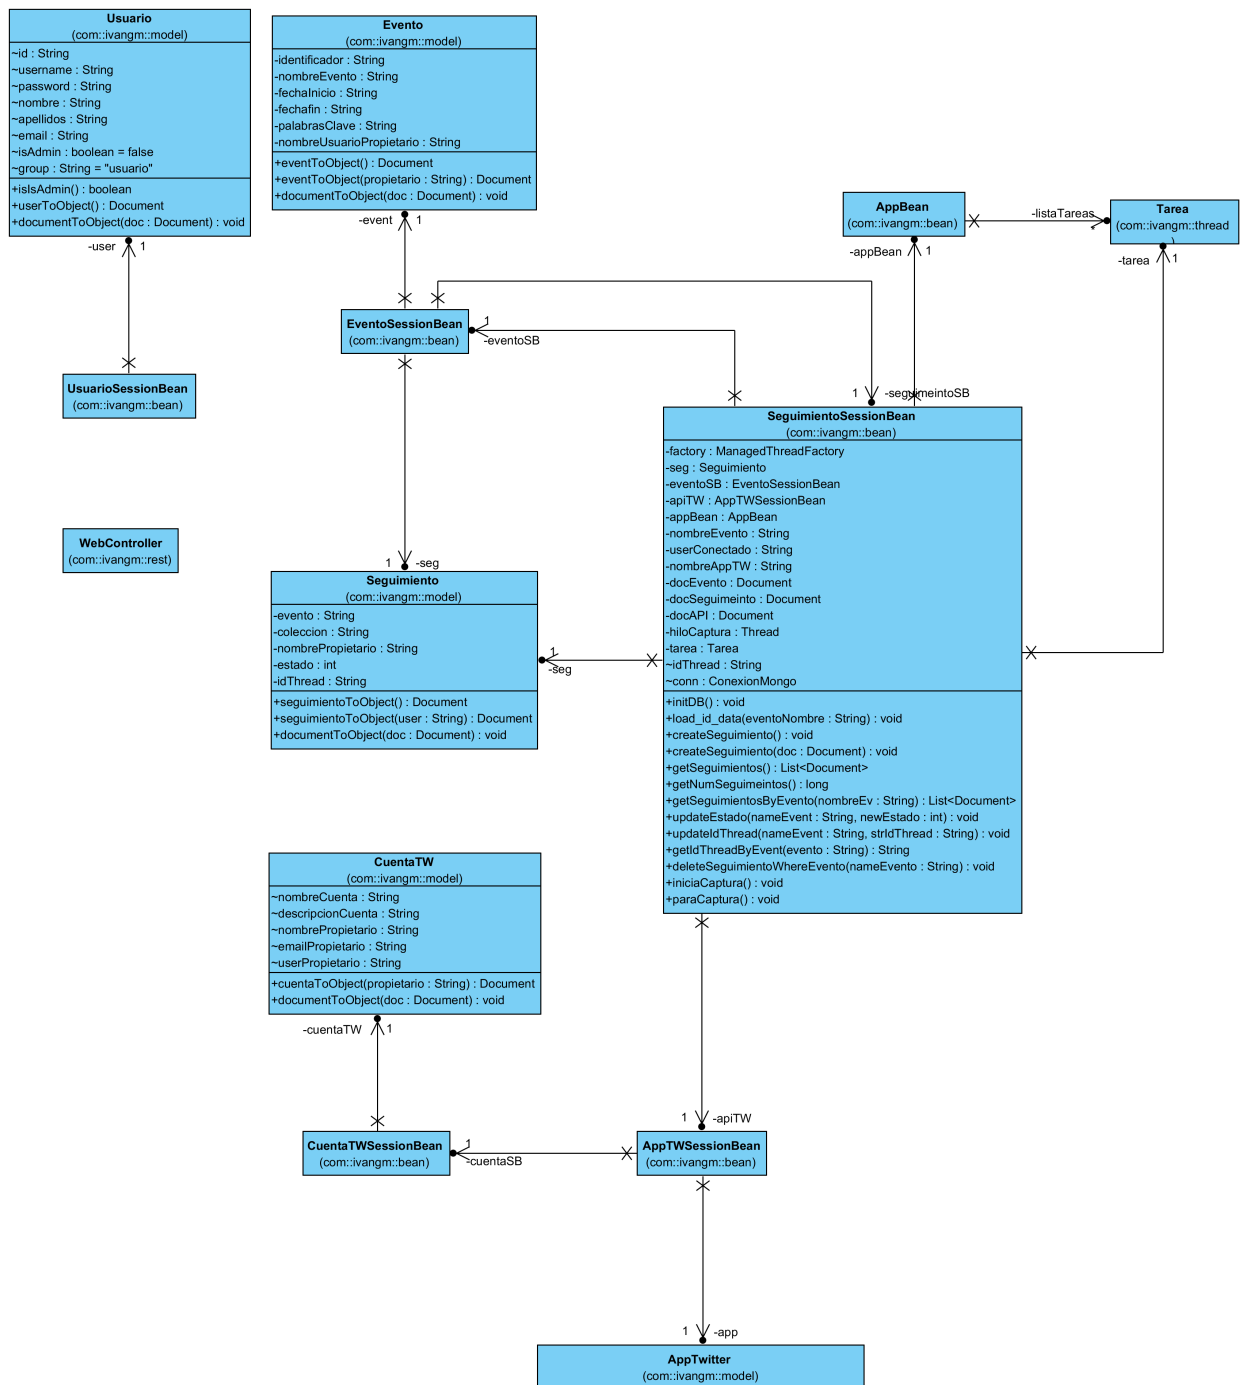 Usuario
(com::ivangm::model)
~id : String
~username : String
~password : String
~nombre : String
~apellidos : String
~email : String
~isAdmin : boolean = false
~group : String = "usuario"
+isIsAdmin() : boolean
+userToObject() : Document
+documentToObject(doc : Document) : void
-user
1
UsuarioSessionBean
(com::ivangm::bean)
WebController
(com::ivangm::rest)
Evento
(com::ivangm::model)
-identificador : String
-nombreEvento : String
-fechaInicio : String
-fechafin : String
-palabrasClave : String
-nombreUsuarioPropietario : String
+eventToObject() : Document
+eventToObject(propietario : String) : Document
+documentToObject(doc : Document) : void
-event
1
EventoSessionBean
(com::ivangm::bean)
1
-eventoSB
1
-seguimeintoSB
AppBean
(com::ivangm::bean)
-appBean
1
-listaTareas
*
Tarea
(com::ivangm::thread
)
-tarea
1
SeguimientoSessionBean
(com::ivangm::bean)
-factory : ManagedThreadFactory
-seg : Seguimiento
-eventoSB : EventoSessionBean
-apiTW : AppTWSessionBean
-appBean : AppBean
-nombreEvento : String
-userConectado : String
-nombreAppTW : String
-docEvento : Document
-docSeguimeinto : Document
-docAPI : Document
-hiloCaptura : Thread
-tarea : Tarea
~idThread : String
~conn : ConexionMongo
+initDB() : void
+load_id_data(eventoNombre : String) : void
+createSeguimiento() : void
+createSeguimiento(doc : Document) : void
+getSeguimientos() : List<Document>
+getNumSeguimeintos() : long
+getSeguimientosByEvento(nombreEv : String) : List<Document>
+updateEstado(nameEvent : String, newEstado : int) : void
+updateIdThread(nameEvent : String, strIdThread : String) : void
+getIdThreadByEvent(evento : String) : String
+deleteSeguimientoWhereEvento(nameEvento : String) : void
+iniciaCaptura() : void
+paraCaptura() : void
1
-seg
Seguimiento
(com::ivangm::model)
-evento : String
-coleccion : String
-nombrePropietario : String
-estado : int
-idThread : String
+seguimientoToObject() : Document
+seguimientoToObject(user : String) : Document
+documentToObject(doc : Document) : void
1
-seg
CuentaTW
(com::ivangm::model)
~nombreCuenta : String
~descripcionCuenta : String
~nombrePropietario : String
~emailPropietario : String
~userPropietario : String
+cuentaToObject(propietario : String) : Document
+documentToObject(doc : Document) : void
-cuentaTW
1
CuentaTWSessionBean
(com::ivangm::bean)
1
-cuentaSB
1
-apiTW
AppTWSessionBean
(com::ivangm::bean)
1
-app
AppTwitter
(com::ivangm::model)